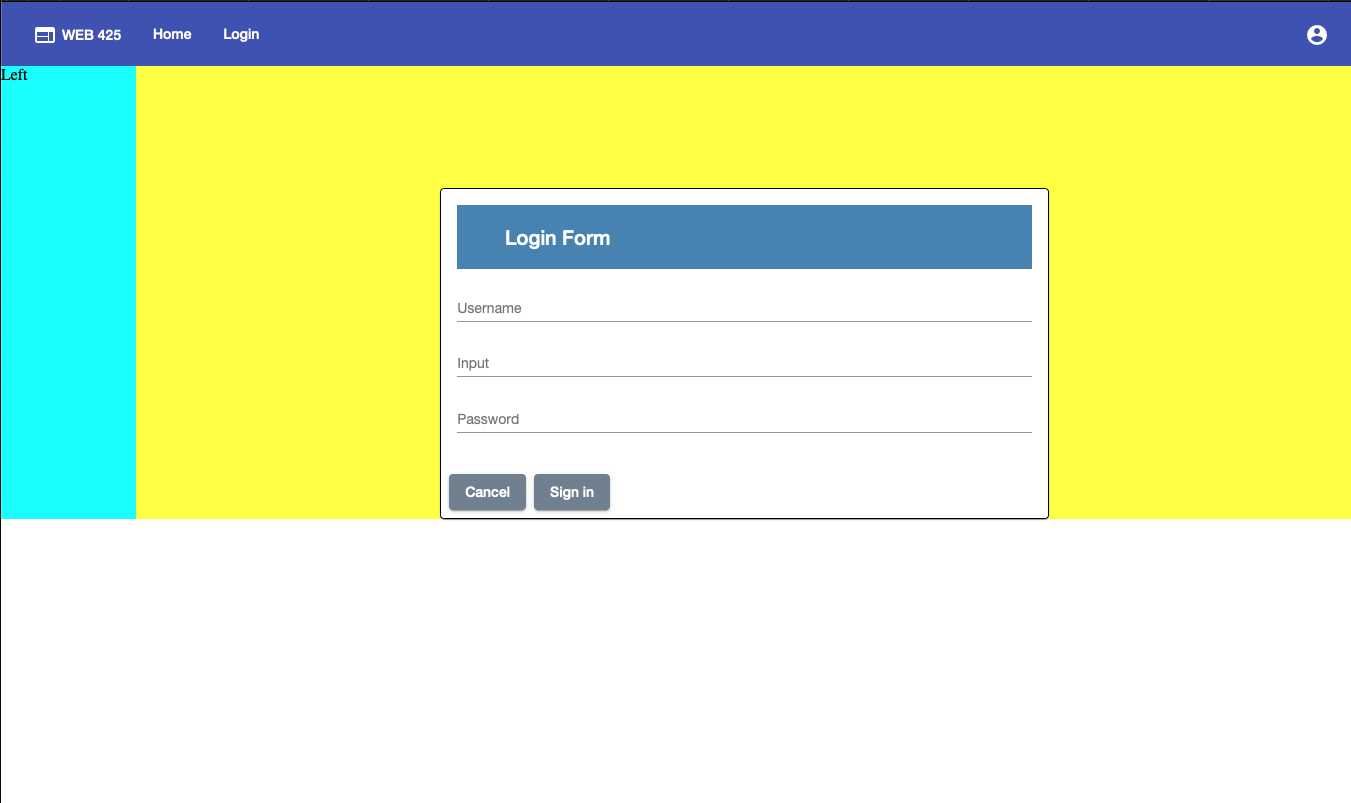 WEB 425 Home Login
Left
Login Form
Username
Input
Password
Cancel Sign in